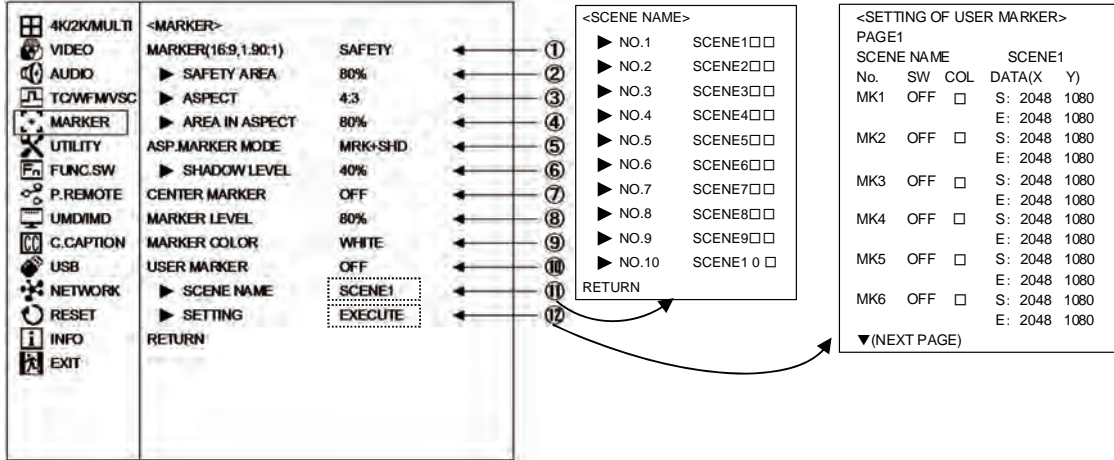 4K/2K/MULTI
VIDEO
AUDIO
TC/WFM/VSC
MARKER
UTILITY
Fn FUNC.SW
P.REMOTE
UMD/IMD
CC C.CAPTION
USB
NETWORK
RESET
i INFO
EXIT
<MARKER>
MARKER(16:9,1.90:1) SAFETY ①
▶ SAFETY AREA 80% ②
▶ ASPECT 4:3 ③
▶ AREA IN ASPECT 80% ④
ASP.MARKER MODE MRK+SHD ⑤
▶ SHADOW LEVEL 40% ⑥
CENTER MARKER OFF ⑦
MARKER LEVEL 80% ⑧
MARKER COLOR WHITE ⑨
USER MARKER OFF ⑩
▶ SCENE NAME SCENE1 ⑪
▶ SETTING EXECUTE ⑫
RETURN
<SCENE NAME>
▶ NO.1 SCENE1□□
▶ NO.2 SCENE2□□
▶ NO.3 SCENE3□□
▶ NO.4 SCENE4□□
▶ NO.5 SCENE5□□
▶ NO.6 SCENE6□□
▶ NO.7 SCENE7□□
▶ NO.8 SCENE8□□
▶ NO.9 SCENE9□□
▶ NO.10 SCENE1 0 □
RETURN
<SETTING OF USER MARKER>
PAGE1
SCENE NAME SCENE1
No. SW COL DATA(X Y)
MK1 OFF □ S: 2048 1080
E: 2048 1080
MK2 OFF □ S: 2048 1080
E: 2048 1080
MK3 OFF □ S: 2048 1080
E: 2048 1080
MK4 OFF □ S: 2048 1080
E: 2048 1080
MK5 OFF □ S: 2048 1080
E: 2048 1080
MK6 OFF □ S: 2048 1080
E: 2048 1080
▼(NEXT PAGE)